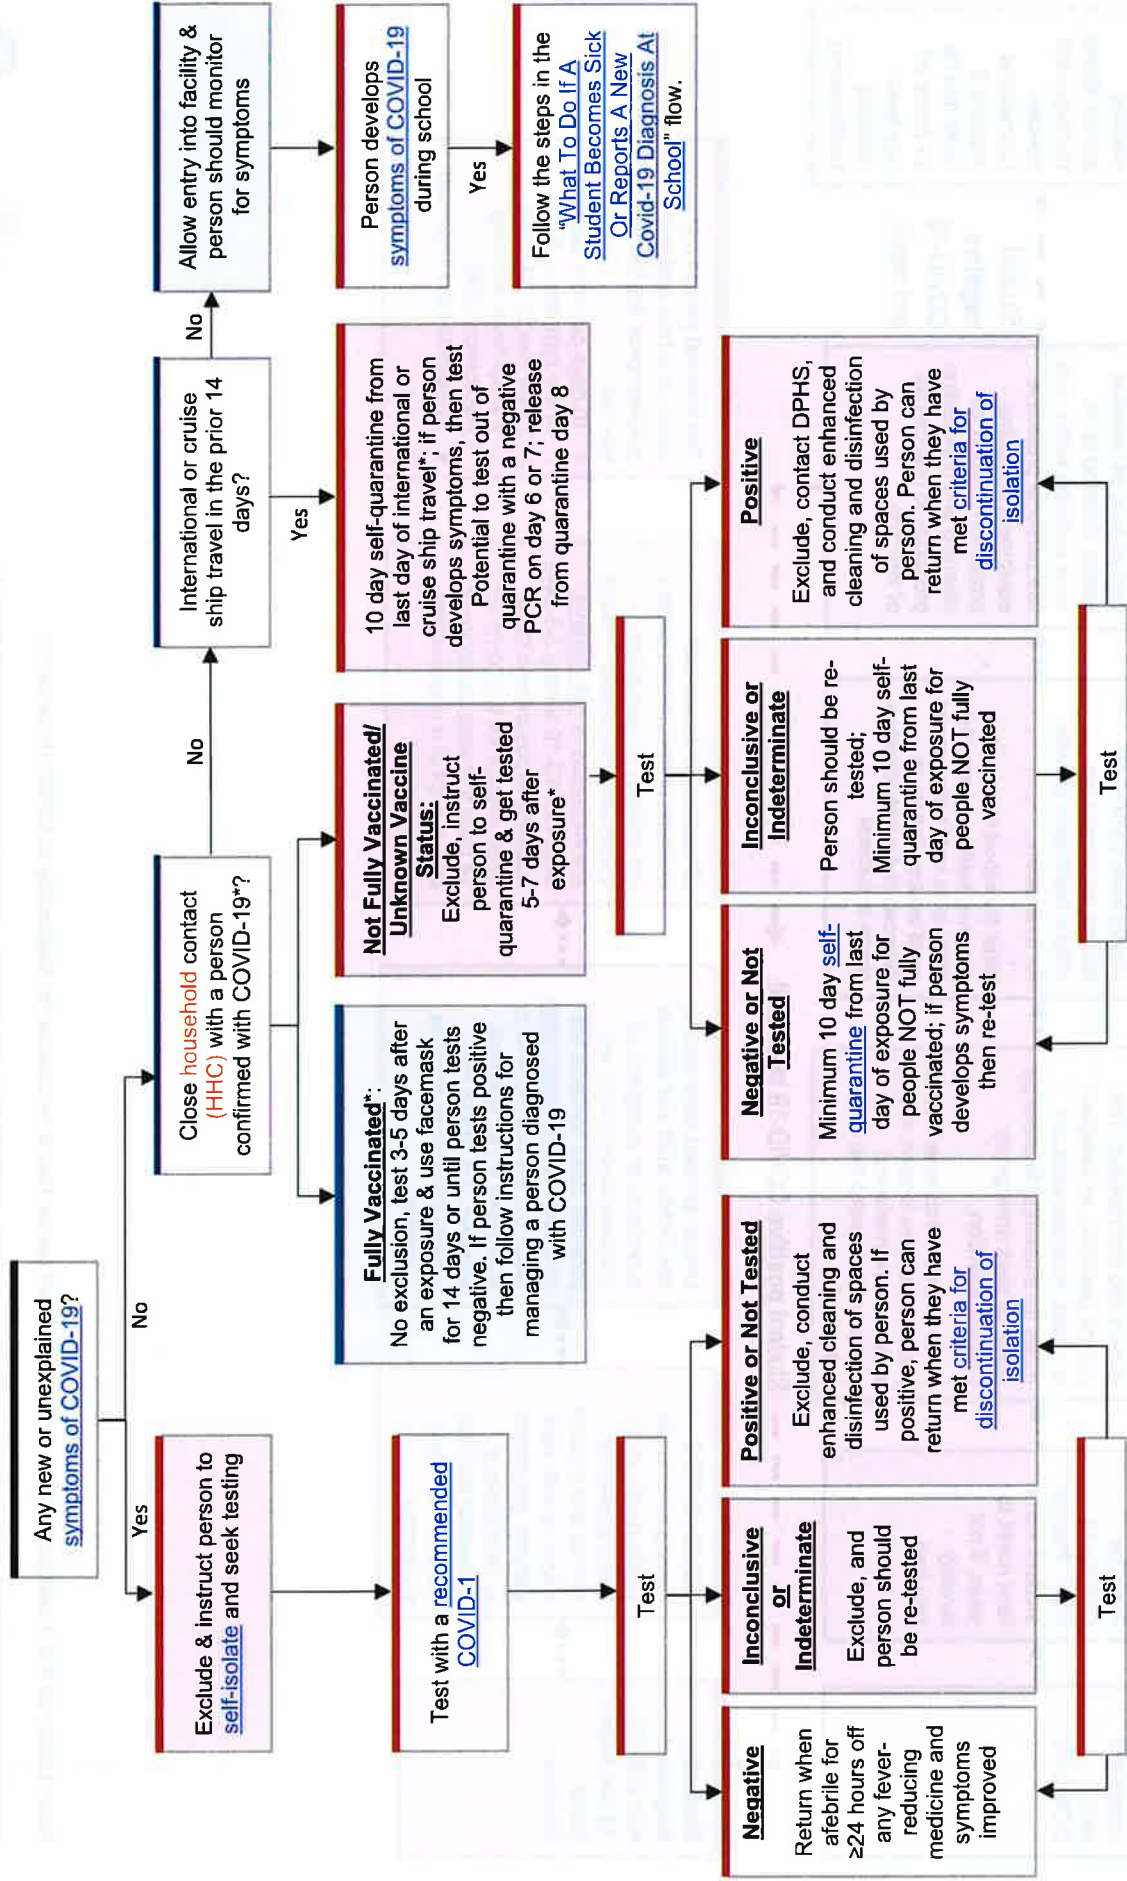 Any new or unexplained
symptoms of COVID-19?
Yes
No
Exclude & instruct person to
self-isolate and seek testing
Close household contact
(HHC) with a person
confirmed with COVID-19*?
No
International or cruise
ship travel in the prior 14
days?
No
Allow entry into facility &
person should monitor
for symptoms
Yes
Test with a recommended
COVID-1
Fully Vaccinated*:
No exclusion, test 3-5 days after
an exposure & use facemask
for 14 days or until person tests
negative. If person tests positive
then follow instructions for
managing a person diagnosed
with COVID-19
Not Fully Vaccinated/
Unknown Vaccine
Status:
Exclude, instruct
person to self-
quarantine & get tested
5-7 days after
exposure*
10 day self-quarantine from
last day of international or
cruise ship travel*; if person
develops symptoms, then test
Potential to test out of
quarantine with a negative
PCR on day 6 or 7; release
from quarantine day 8
Person develops
symptoms of COVID-19
during school
Yes
Follow the steps in the
"What To Do If A
Student Becomes Sick
Or Reports A New
Covid-19 Diagnosis At
School" flow.
Test
Test
Negative
Return when
afebrile for
≥24 hours off
any fever-
reducing
medicine and
symptoms
improved
Inconclusive
or
Indeterminate
Exclude, and
person should
be re-tested
Positive or Not Tested
Exclude, conduct
enhanced cleaning and
disinfection of spaces
used by person. If
positive, person can
return when they have
met criteria for
discontinuation of
isolation
Negative or Not
Tested
Minimum 10 day self-
quarantine from last
day of exposure for
people NOT fully
vaccinated; if person
develops symptoms
then re-test
Inconclusive or
Indeterminate
Person should be re-
tested;
Minimum 10 day self-
quarantine from last
day of exposure for
people NOT fully
vaccinated
Positive
Exclude, contact DPHS,
and conduct enhanced
cleaning and disinfection
of spaces used by
person. Person can
return when they have
met criteria for
discontinuation of
isolation
Test
Test